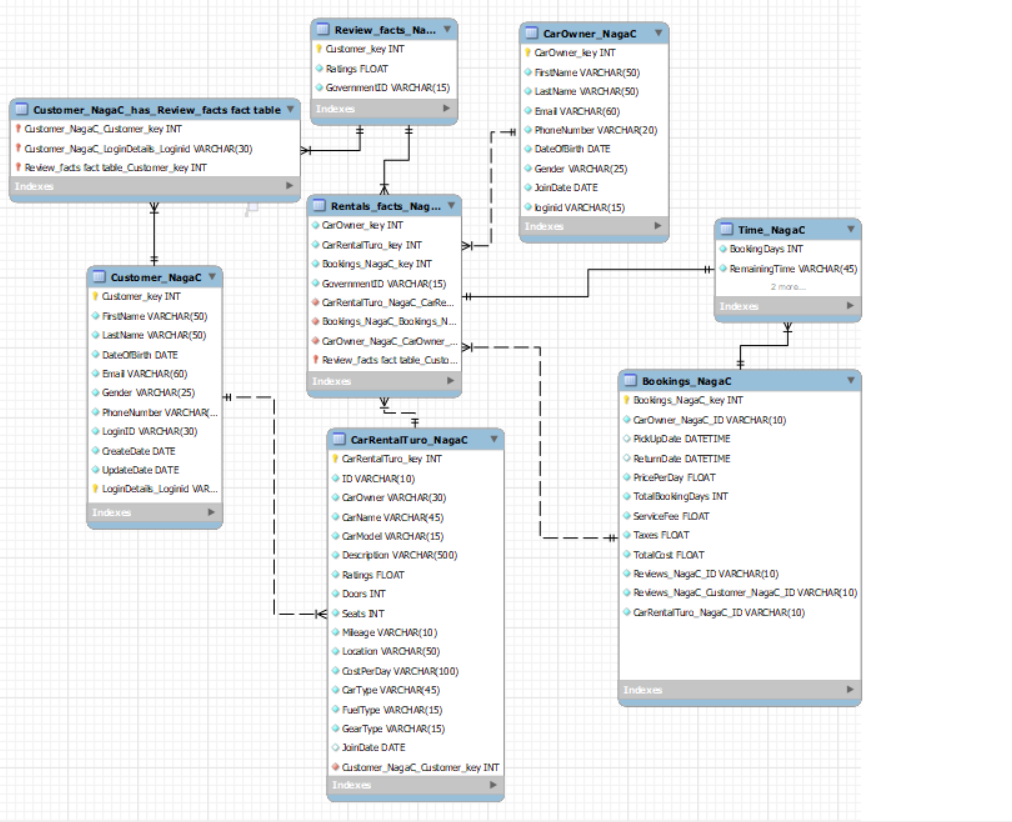 Review_facts_Na...
Customer_key INT
Ratings FLOAT
GovernmentID VARCHAR(15)
Indexes
CarOwner_NagaC
CarOwner_key INT
FirstName VARCHAR(50)
LastName VARCHAR(50)
Email VARCHAR(60)
PhoneNumber VARCHAR(20)
DateOfBirth DATE
Gender VARCHAR(25)
JoinDate DATE
loginid VARCHAR(15)
Indexes
Customer_NagaC_has_Review_facts fact table
Customer_NagaC_Customer_key INT
Customer_NagaC_LoginDetails_Loginid VARCHAR(30)
Review_facts fact table_Customer_key INT
Indexes
Rentals_facts_Nag...
CarOwner_key INT
CarRentalTuro_key INT
Bookings_NagaC_key INT
GovernmentID VARCHAR(15)
CarRentalTuro_NagaC_CarRe...
Bookings_NagaC_Bookings_N...
CarOwner_NagaC_CarOwner_...
Review_facts fact table_Custo...
Indexes
Time_NagaC
BookingDays INT
RemainingTime VARCHAR(45)
2 more...
Indexes
Customer_NagaC
Customer_key INT
FirstName VARCHAR(50)
LastName VARCHAR(50)
DateOfBirth DATE
Email VARCHAR(60)
Gender VARCHAR(25)
PhoneNumber VARCHAR(...
LoginID VARCHAR(30)
CreateDate DATE
UpdateDate DATE
LoginDetails_Loginid VAR...
Indexes
Bookings_NagaC
Bookings_NagaC_key INT
CarOwner_NagaC_ID VARCHAR(10)
PickUpDate DATETIME
ReturnDate DATETIME
PricePerDay FLOAT
TotalBookingDays INT
ServiceFee FLOAT
Taxes FLOAT
TotalCost FLOAT
Reviews_NagaC_ID VARCHAR(10)
Reviews_NagaC_Customer_NagaC_ID VARCHAR(10)
CarRentalTuro_NagaC_ID VARCHAR(10)
Indexes
CarRentalTuro_NagaC
CarRentalTuro_key INT
ID VARCHAR(10)
CarOwner VARCHAR(30)
CarName VARCHAR(45)
CarModel VARCHAR(15)
Description VARCHAR(500)
Ratings FLOAT
Doors INT
Seats INT
Mileage VARCHAR(10)
Location VARCHAR(50)
CostPerDay VARCHAR(100)
CarType VARCHAR(45)
FuelType VARCHAR(15)
GearType VARCHAR(15)
JoinDate DATE
Customer_NagaC_Customer_key INT
Indexes